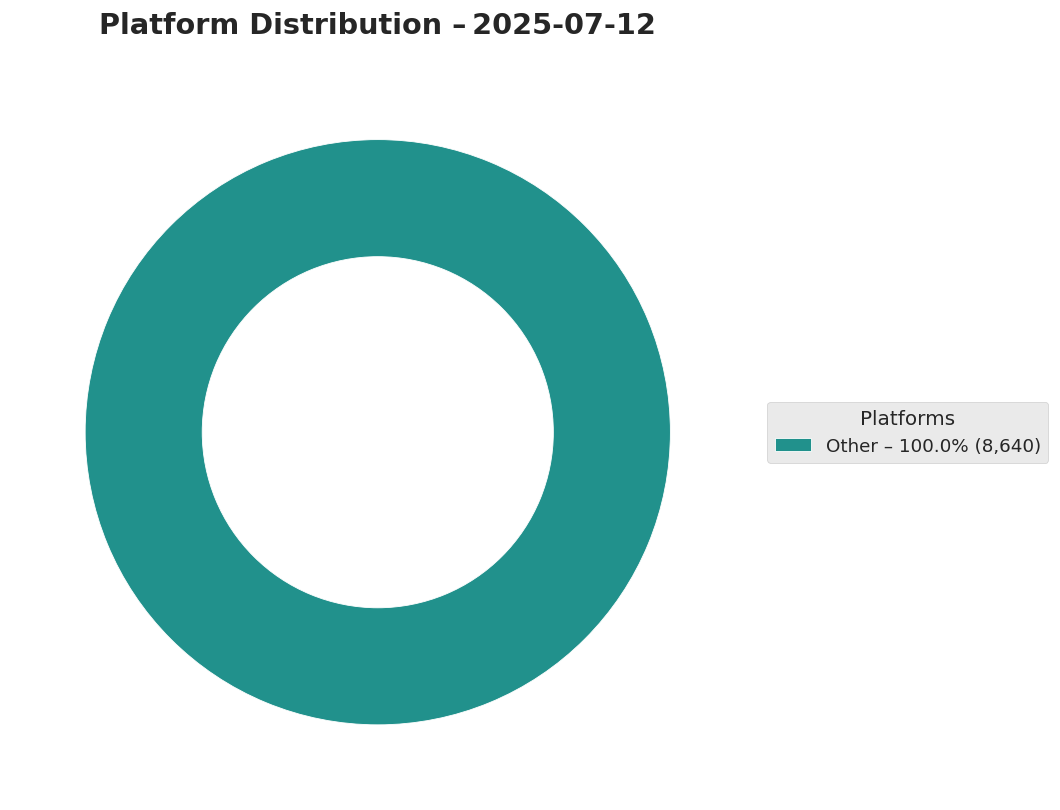 Platform Distribution – 2025-07-12
Platforms
Other – 100.0% (8,640)